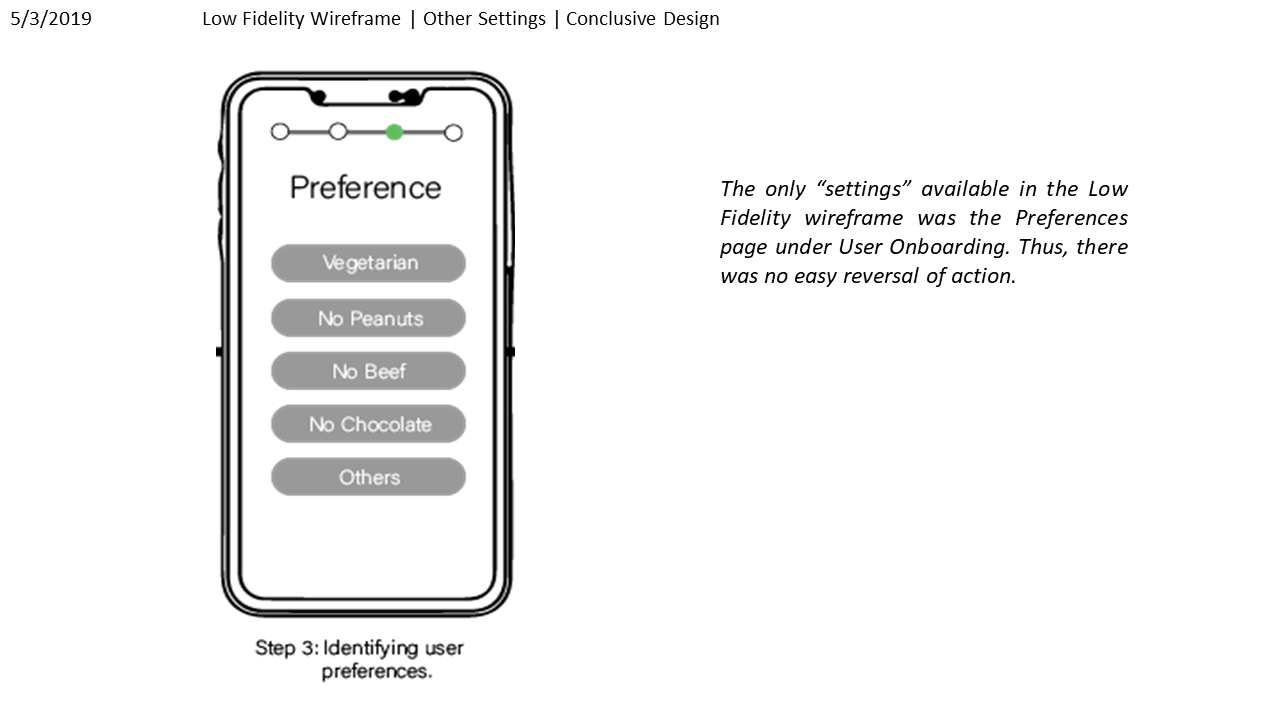 5/3/2019
Low Fidelity Wireframe | Other Settings | Conclusive Design
Preference
Vegetarian
No Peanuts
No Beef
No Chocolate
Others
Step 3: Identifying user
preferences.
The only “settings” available in the Low
Fidelity wireframe was the Preferences
page under User Onboarding. Thus, there
was no easy reversal of action.